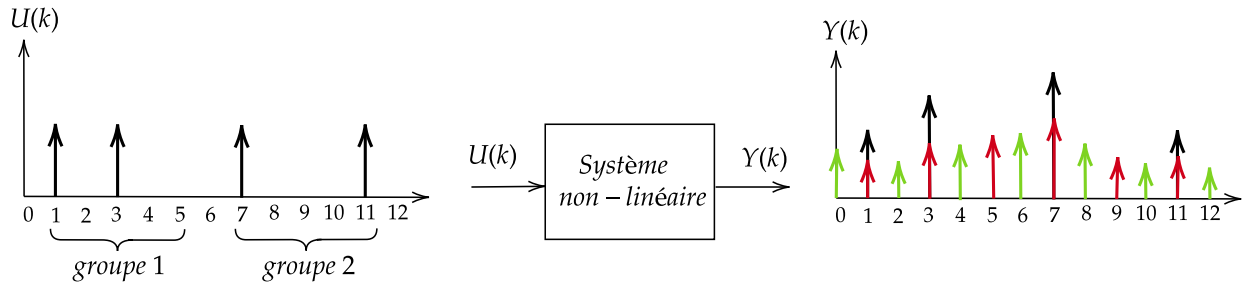 U(k)
0 1 2 3 4 5 6 7 8 9 10 11 12
groupe 1
groupe 2
U(k)
Système
non – linéaire
Y(k)
Y(k)
0 1 2 3 4 5 6 7 8 9 10 11 12